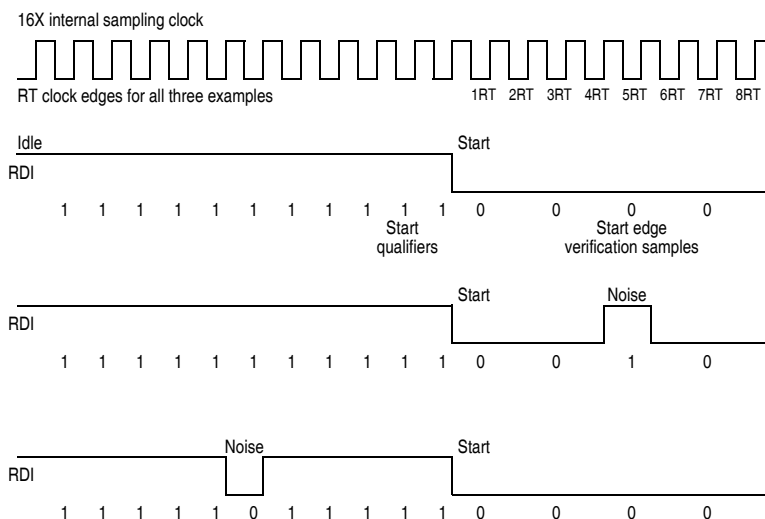 16X internal sampling clock
RT clock edges for all three examples
1RT 2RT 3RT 4RT 5RT 6RT 7RT 8RT
Idle
Start
RDI
1 1 1 1 1 1 1 1 1 1 1 0 0 0 0
Start
qualifiers
Start edge
verification samples
Start
Noise
RDI
1 1 1 1 1 1 1 1 1 1 1 0 0 1 0
Noise
Start
RDI
1 1 1 1 1 0 1 1 1 1 1 0 0 0 0